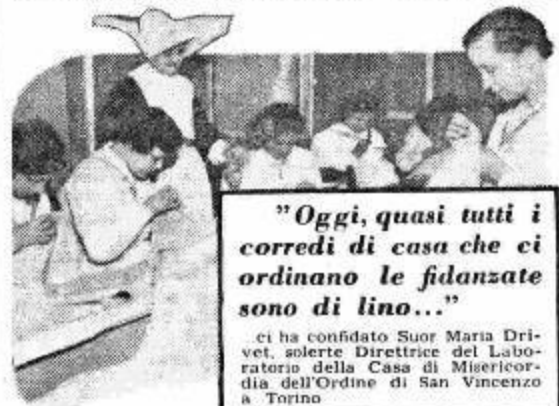 "Oggi, quasi tutti i
corredi di casa che ci
ordinano le fidanzate
sono di lino..."
...ci ha confidato Suor Maria Dri-
vet, solerte Direttrice del Labo-
ratorio della Casa di Misericor-
dia dell'Ordine di San Vincenzo
a Torino